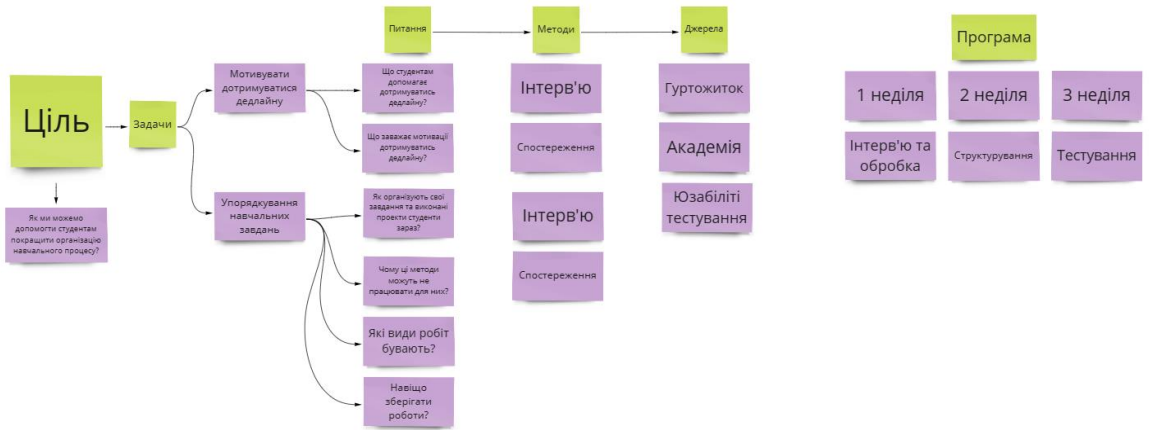 Ціль
Як ми можемо
допомогти студентам
покращити організацію
навчального процесу?
Задачи
Мотивувати
дотримуватися
дедлайну
Упорядкування
навчальних
завдань
Питання
Що студентам
допомагає
дотримуватись
дедлайну?
Що заважає мотивації
дотримуватись
дедлайну?
Як організують свої
завдання та виконані
проекти студенти
зараз?
Чому ці методи
можуть не
працювати для них?
Які види робіт
бувають?
Навіщо
зберігати
роботи?
Методи
Інтерв'ю
Спостереження
Інтерв'ю
Спостереження
Джерела
Гуртожиток
Академія
Юзабіліті
тестування
Програма
1 неділя
2 неділя
3 неділя
Інтерв'ю та
обробка
Структурування
Тестування